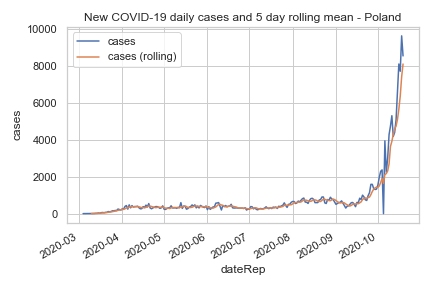 New COVID-19 daily cases and 5 day rolling mean - Poland
10000
8000
6000
4000
2000
0
cases
cases
cases (rolling)
2020-03
2020-04
2020-05
2020-06
2020-07
2020-08
2020-09
2020-10
dateRep